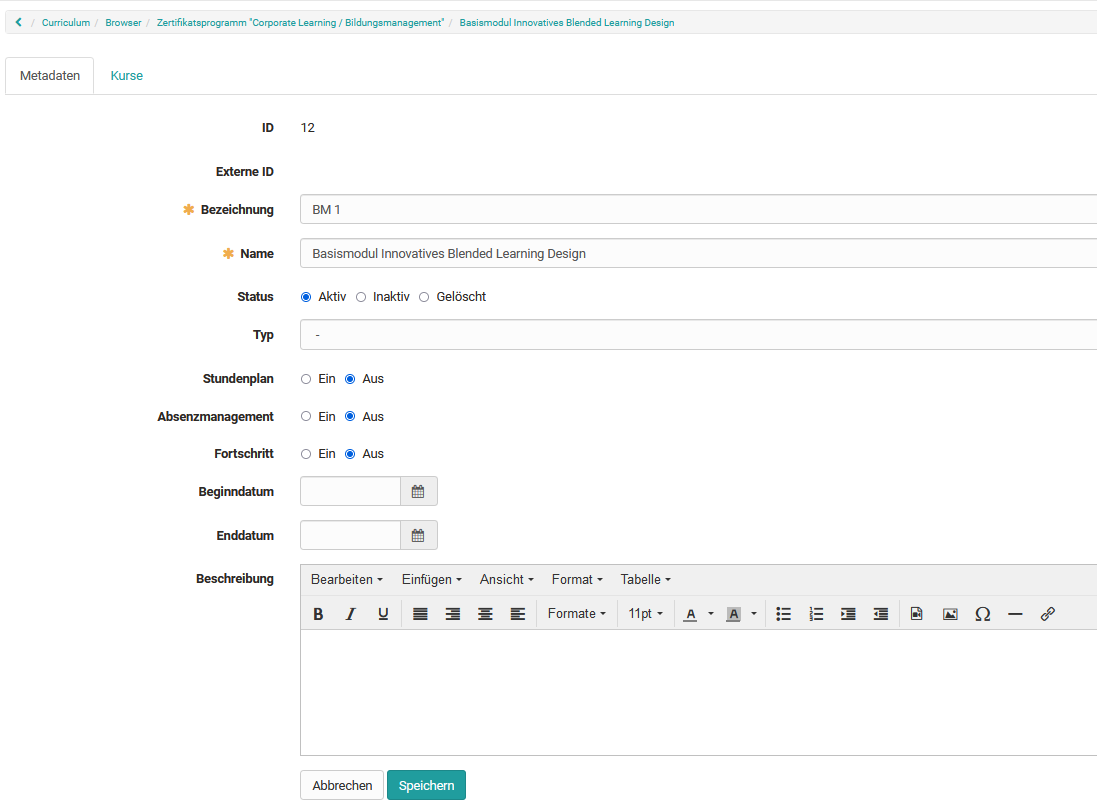 / Curriculum / Browser / Zertifikatsprogramm "Corporate Learning / Bildungsmanagement" / Basismodul Innovatives Blended Learning Design
Metadaten Kurse
ID 12
Externe ID
✱ Bezeichnung BM 1
✱ Name Basismodul Innovatives Blended Learning Design
Status Aktiv Inaktiv Gelöscht
Typ -
Stundenplan Ein Aus
Absenzmanagement Ein Aus
Fortschritt Ein Aus
Beginndatum
Enddatum
Beschreibung Bearbeiten Einfügen Ansicht Format Tabelle
B I U Formate 11pt A A Ω
Abbrechen Speichern